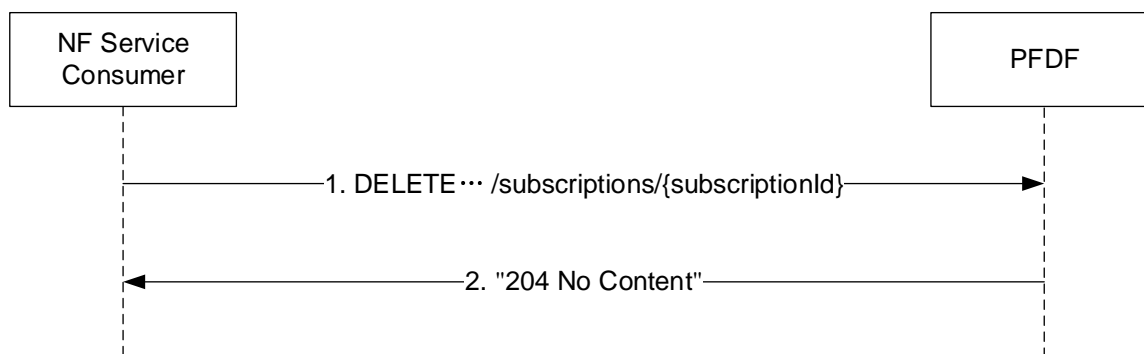 NF Service
Consumer
PFDF
1. DELETE··· /subscriptions/{subscriptionId}
2. "204 No Content"